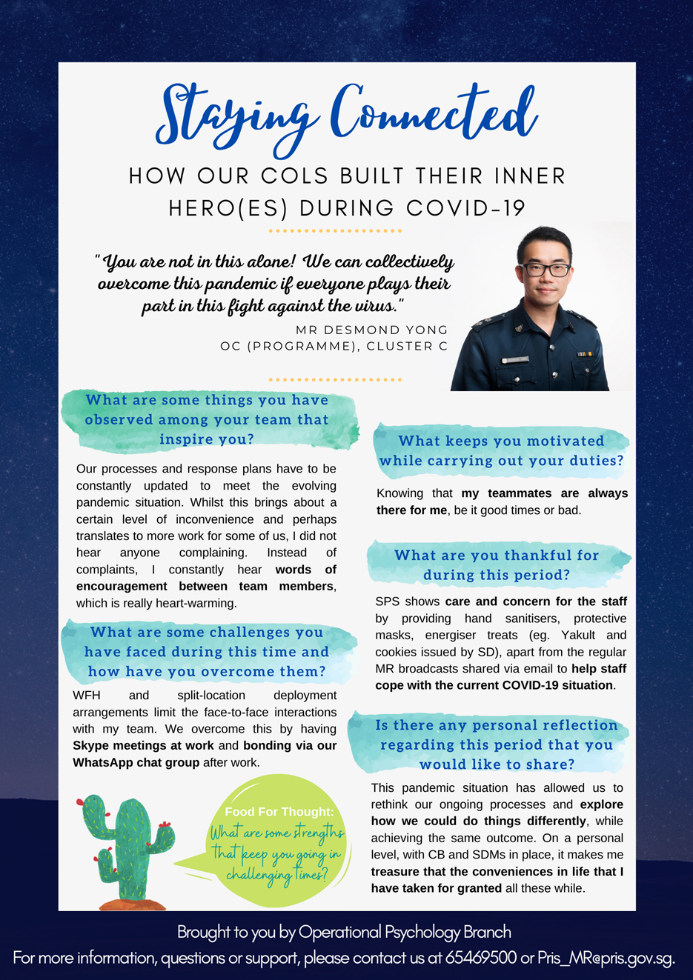 Staying Connected
HOW OUR COLS BUILT THEIR INNER
HERO(ES) DURING COVID-19
"You are not in this alone! We can collectively
overcome this pandemic if everyone plays their
part in this fight against the virus."
MR DESMOND YONG
OC (PROGRAMME), CLUSTER C
What are some things you have
observed among your team that
inspire you?
Our processes and response plans have to be
constantly updated to meet the evolving
pandemic situation. Whilst this brings about a
certain level of inconvenience and perhaps
translates to more work for some of us, I did not
hear anyone complaining. Instead of
complaints, I constantly hear words of
encouragement between team members,
which is really heart-warming.
What are some challenges you
have faced during this time and
how have you overcome them?
WFH and split-location deployment
arrangements limit the face-to-face interactions
with my team. We overcome this by having
Skype meetings at work and bonding via our
WhatsApp chat group after work.
Food For Thought:
What are some strengths
that keep you going in
challenging times?
What keeps you motivated
while carrying out your duties?
Knowing that my teammates are always
there for me, be it good times or bad.
What are you thankful for
during this period?
SPS shows care and concern for the staff
by providing hand sanitisers, protective
masks, energiser treats (eg. Yakult and
cookies issued by SD), apart from the regular
MR broadcasts shared via email to help staff
cope with the current COVID-19 situation.
Is there any personal reflection
regarding this period that you
would like to share?
This pandemic situation has allowed us to
rethink our ongoing processes and explore
how we could do things differently, while
achieving the same outcome. On a personal
level, with CB and SDMs in place, it makes me
treasure that the conveniences in life that I
have taken for granted all these while.
Brought to you by Operational Psychology Branch
For more information, questions or support, please contact us at 65469500 or Pris_MR@pris.gov.sg.